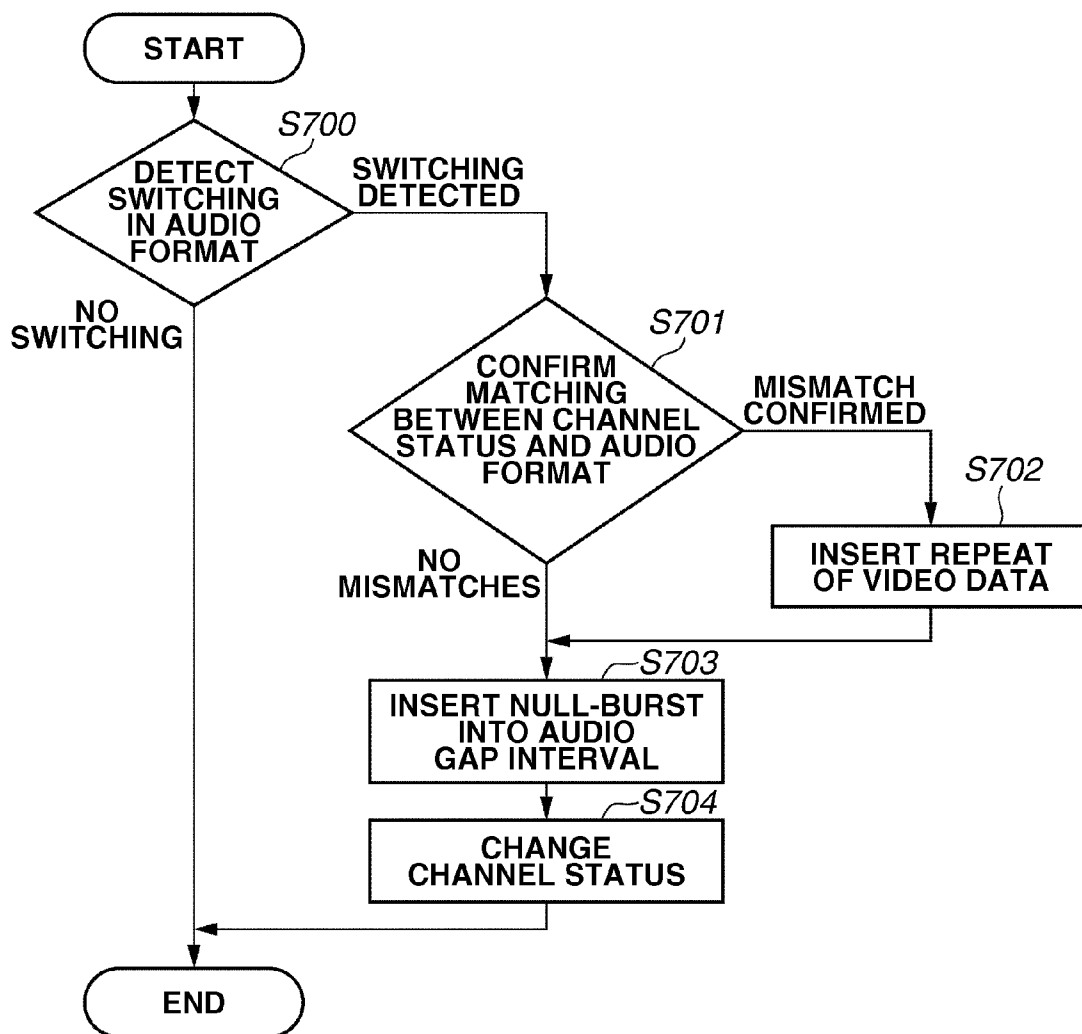 START
S700
DETECT
SWITCHING
IN AUDIO
FORMAT
SWITCHING
DETECTED
NO
SWITCHING
S701
CONFIRM
MATCHING
BETWEEN CHANNEL
STATUS AND AUDIO
FORMAT
MISMATCH
CONFIRMED
S702
INSERT REPEAT
OF VIDEO DATA
NO
MISMATCHES
S703
INSERT NULL-BURST
INTO AUDIO
GAP INTERVAL
S704
CHANGE
CHANNEL STATUS
END